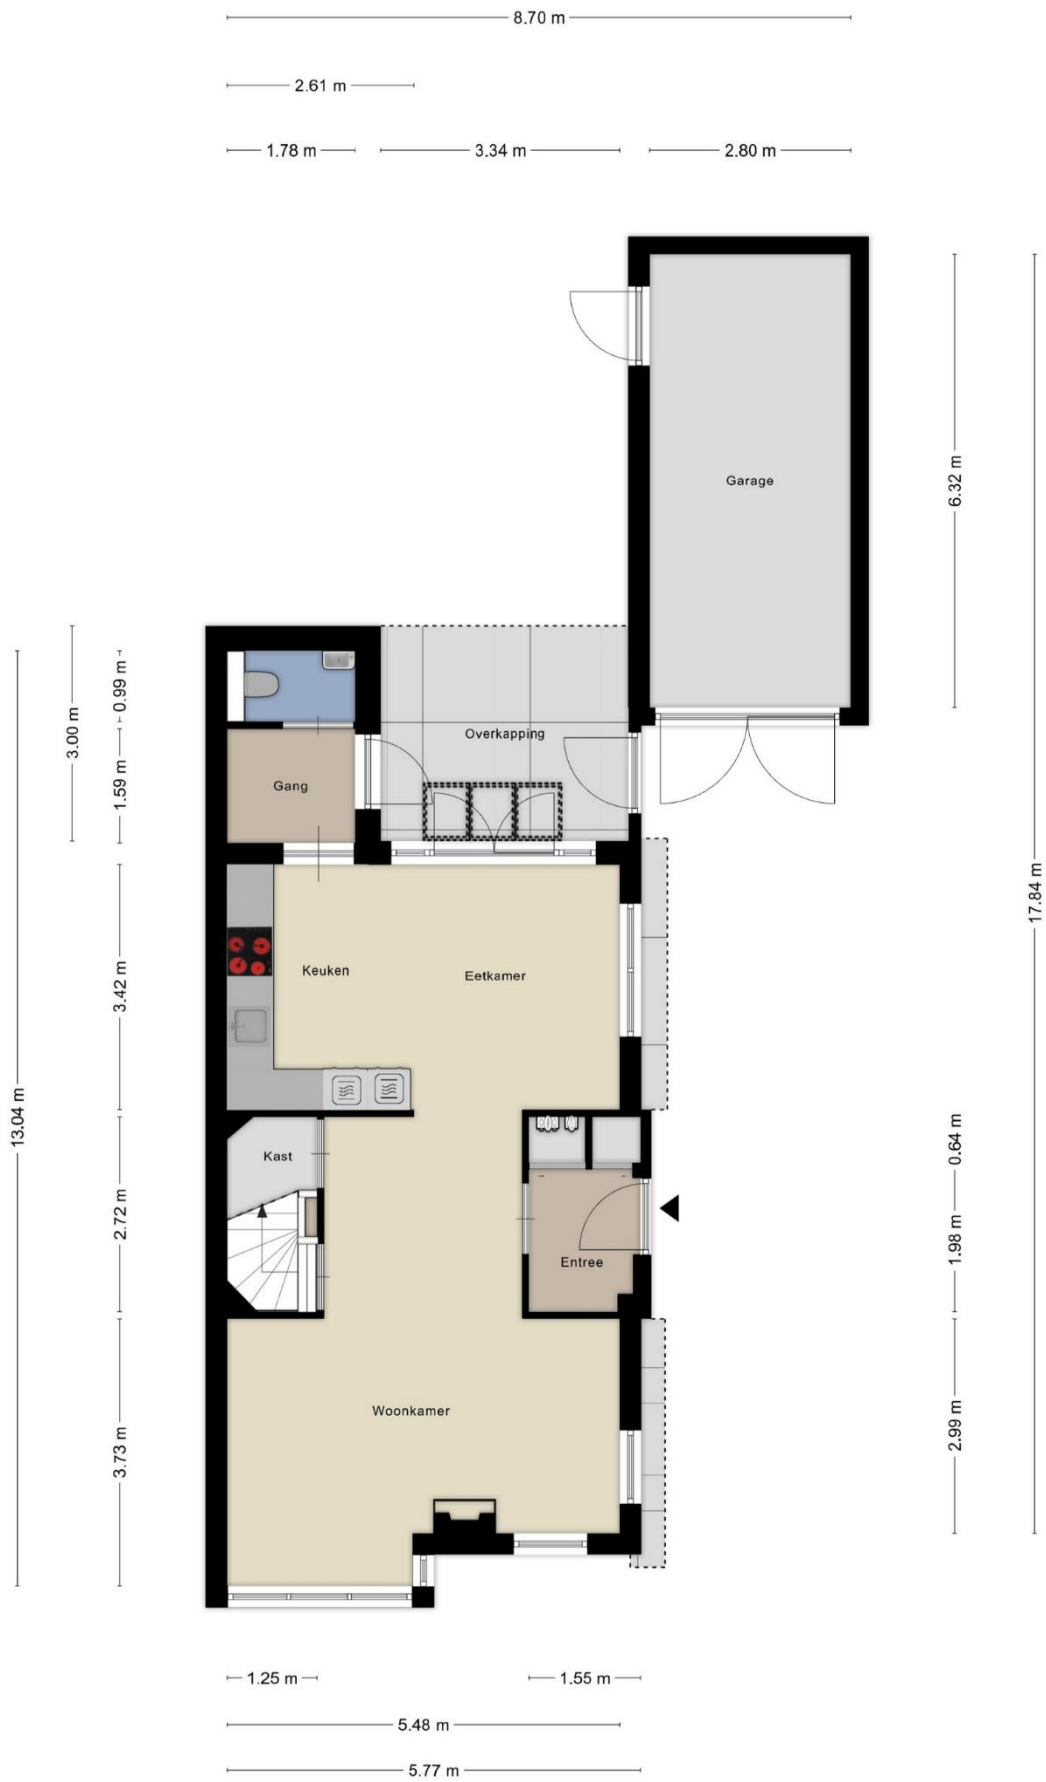 8.70 m
2.61 m
1.78 m
3.34 m
2.80 m
Garage
6.32 m
17.84 m
3.00 m
0.99 m
1.59 m
Overkapping
Gang
Keuken
Eetkamer
3.42 m
13.04 m
Kast
2.72 m
Entree
0.64 m
1.98 m
Woonkamer
3.73 m
2.99 m
1.25 m
1.55 m
5.48 m
5.77 m